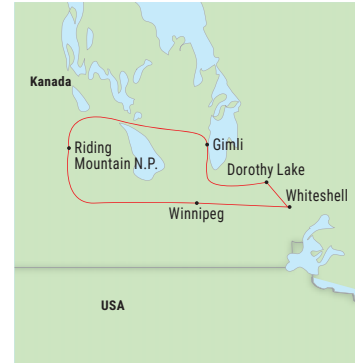 Kanada
Gimli
Riding
Mountain N.P.
Dorothy Lake
Whiteshell
Winnipeg
USA